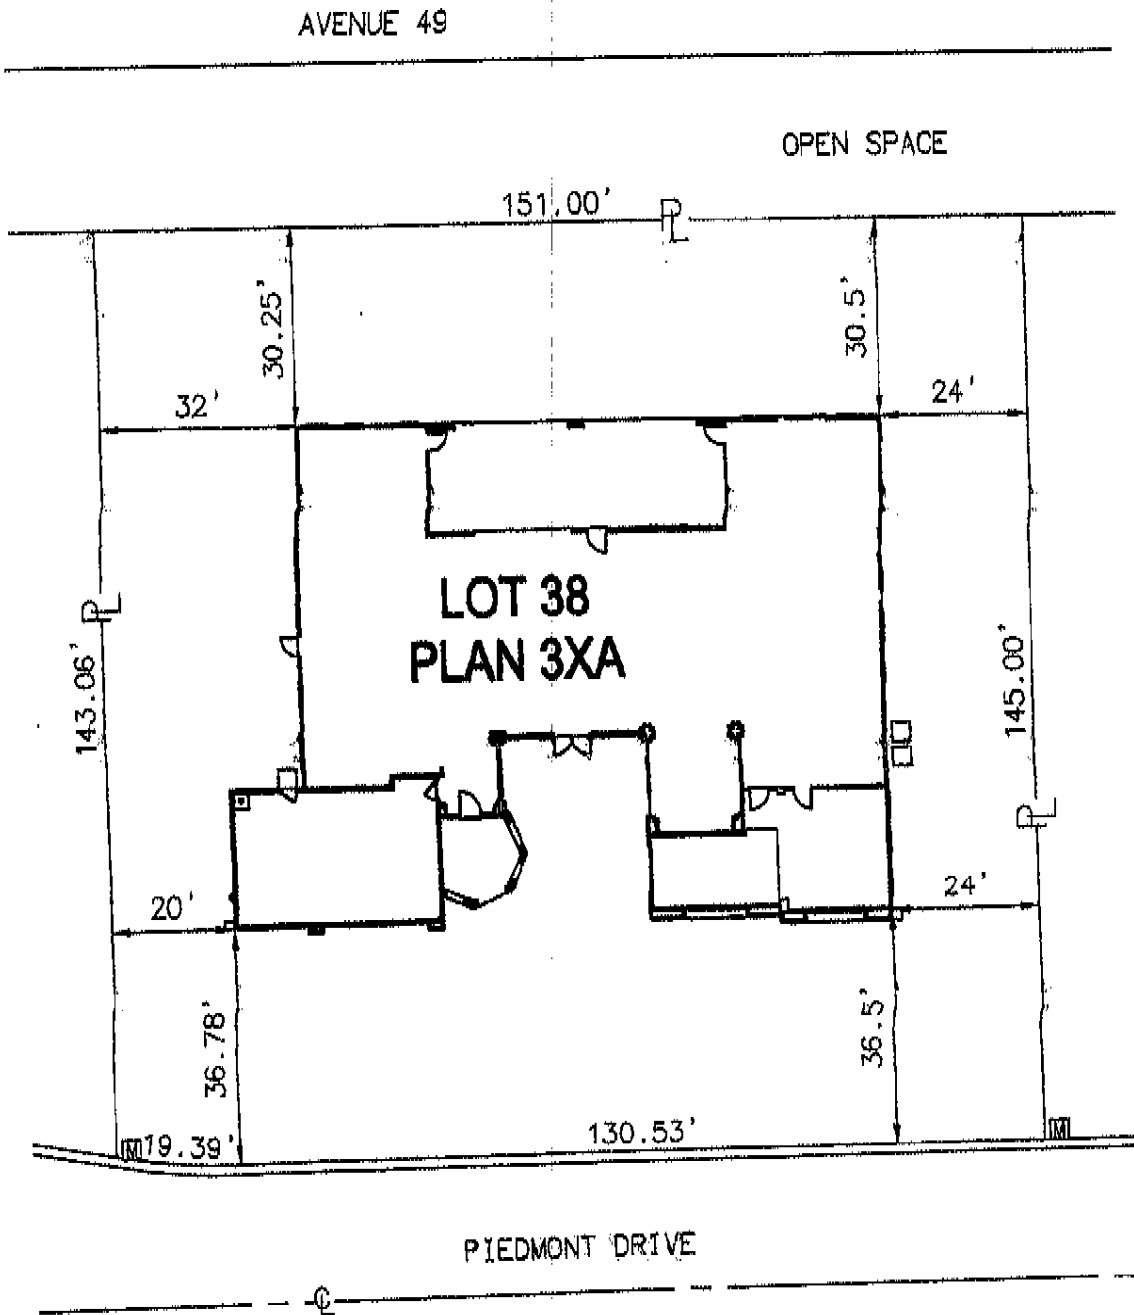 AVENUE 49
OPEN SPACE
151.00'
PL
30.25'
30.5'
32'
24'
LOT 38
PLAN 3XA
PL
143.06'
145.00'
PL
20'
24'
36.78'
36.5'
M
19.39'
130.53'
M
PIEDMONT DRIVE
CL